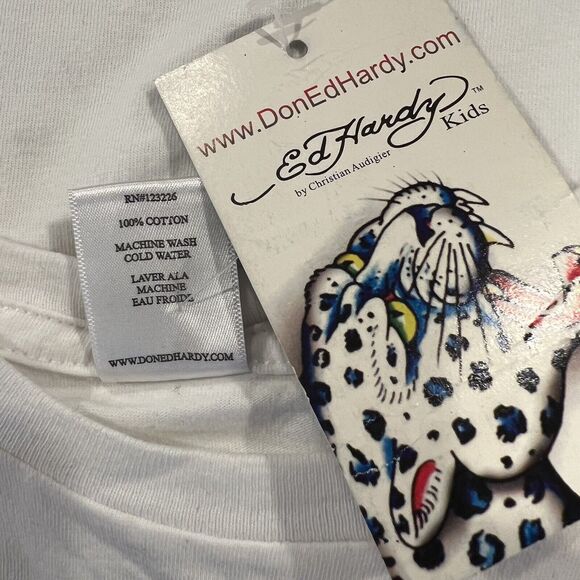 www.DonEdHardy.com
Ed Hardy™
Kids
by Christian Audigier
RN#123226
100% COTTON
MACHINE WASH
COLD WATER
LAVER ALA
MACHINE
EAU FROIDE
WWW.DONEDHARDY.COM